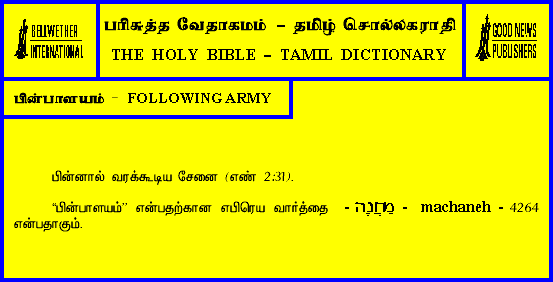 BELLWETHER
INTERNATIONAL
பரிசுத்த வேதாகமம் – தமிழ் சொல்லகராதி
THE HOLY BIBLE – TAMIL DICTIONARY
GOOD NEWS
PUBLISHERS
பின்பாளயம் – FOLLOWING ARMY
பின்னால் வரக்கூடிய சேனை (எண் 2:31).
“பின்பாளயம்” என்பதற்கான எபிரெய வார்த்தை - מַחֲנֶה - machaneh - 4264
என்பதாகும்.